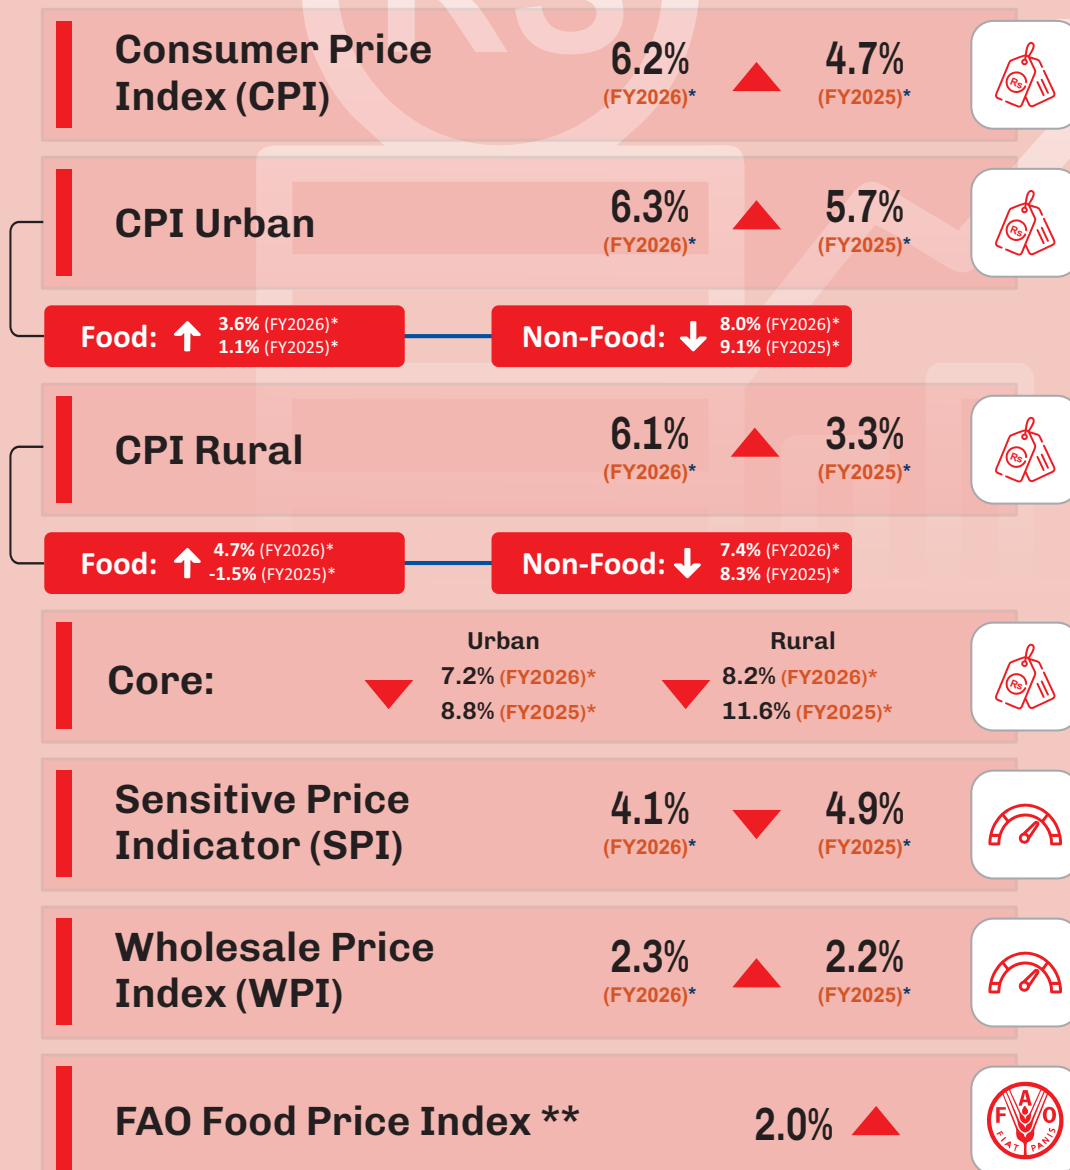 RS
Consumer Price
Index (CPI)
6.2%
(FY2026)*
4.7%
(FY2025)*
Rs
CPI Urban
6.3%
(FY2026)*
5.7%
(FY2025)*
Rs
Food:
3.6% (FY2026)*
1.1% (FY2025)*
Non-Food:
8.0% (FY2026)*
9.1% (FY2025)*
CPI Rural
6.1%
(FY2026)*
3.3%
(FY2025)*
Rs
Food:
4.7% (FY2026)*
-1.5% (FY2025)*
Non-Food:
7.4% (FY2026)*
8.3% (FY2025)*
Core:
Urban
7.2% (FY2026)*
8.8% (FY2025)*
Rural
8.2% (FY2026)*
11.6% (FY2025)*
Rs
Sensitive Price
Indicator (SPI)
4.1%
(FY2026)*
4.9%
(FY2025)*
Wholesale Price
Index (WPI)
2.3%
(FY2026)*
2.2%
(FY2025)*
FAO Food Price Index **
2.0%
F A O
FIAT PANIS